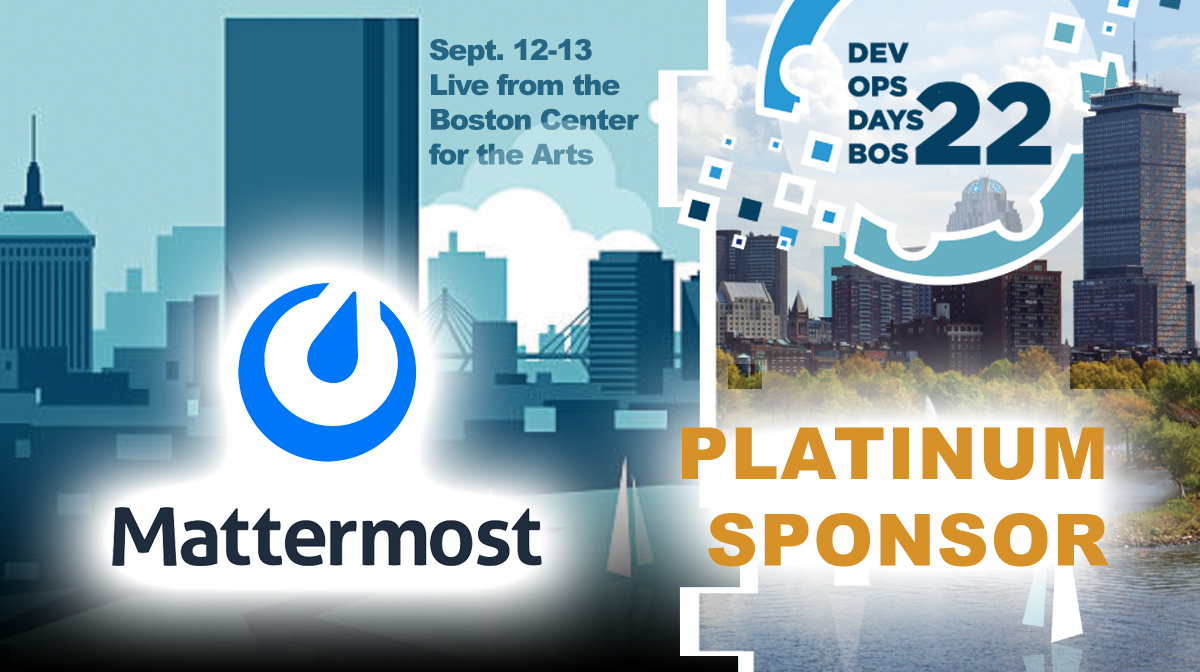 Sept. 12-13
Live from the
Boston Center
for the Arts
DEV
OPS
DAYS
BOS 22
Mattermost
PLATINUM
SPONSOR